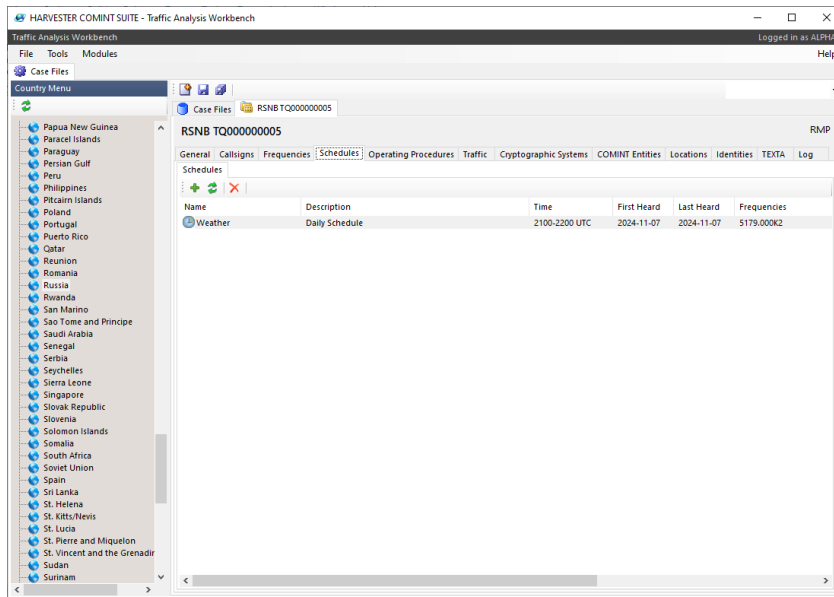 HARVESTER COMINT SUITE - Traffic Analysis Workbench
Traffic Analysis Workbench
Logged in as ALPHA
File Tools Modules
Help
Case Files
Country Menu
Papua New Guinea
Paracel Islands
Paraguay
Persian Gulf
Peru
Philippines
Pitcairn Islands
Poland
Portugal
Puerto Rico
Qatar
Reunion
Romania
Russia
Rwanda
San Marino
Sao Tome and Principe
Saudi Arabia
Senegal
Serbia
Seychelles
Sierra Leone
Singapore
Slovak Republic
Slovenia
Solomon Islands
Somalia
South Africa
Soviet Union
Spain
Sri Lanka
St. Helena
St. Kitts/Nevis
St. Lucia
St. Pierre and Miquelon
St. Vincent and the Grenadir
Sudan
Surinam
Case Files RSNB TQ000000005
RSNB TQ000000005
RMP
General Callsigns Frequencies Schedules Operating Procedures Traffic Cryptographic Systems COMINT Entities Locations Identities TEXTA Log
Schedules
Name Description Time First Heard Last Heard Frequencies
Weather Daily Schedule 2100-2200 UTC 2024-11-07 2024-11-07 5179.000K2